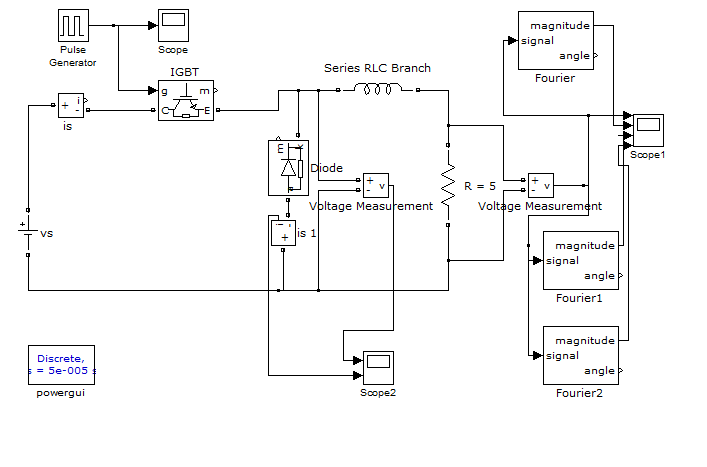 magnitude
signal
angle
Fourier
Pulse
Generator
Scope
IGBT
g
m
C
E
+
i
-
is
Series RLC Branch
Scope1
m
k
a
Diode
+
-
v
Voltage Measurement
R = 5
+
-
v
Voltage Measurement
+
vs
+
is 1
magnitude
signal
angle
Fourier1
Discrete,
s = 5e-005 s
powergui
Scope2
magnitude
signal
angle
Fourier2